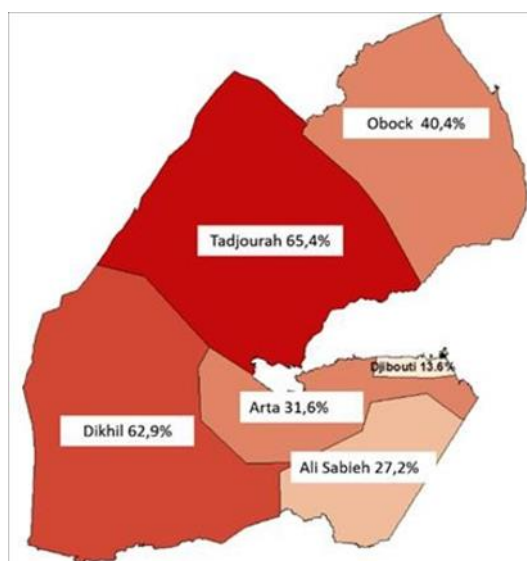 Obock 40,4%
Tadjourah 65,4%
Djibouti 13.6%
Arta 31,6%
Dikhil 62,9%
Ali Sabieh 27,2%